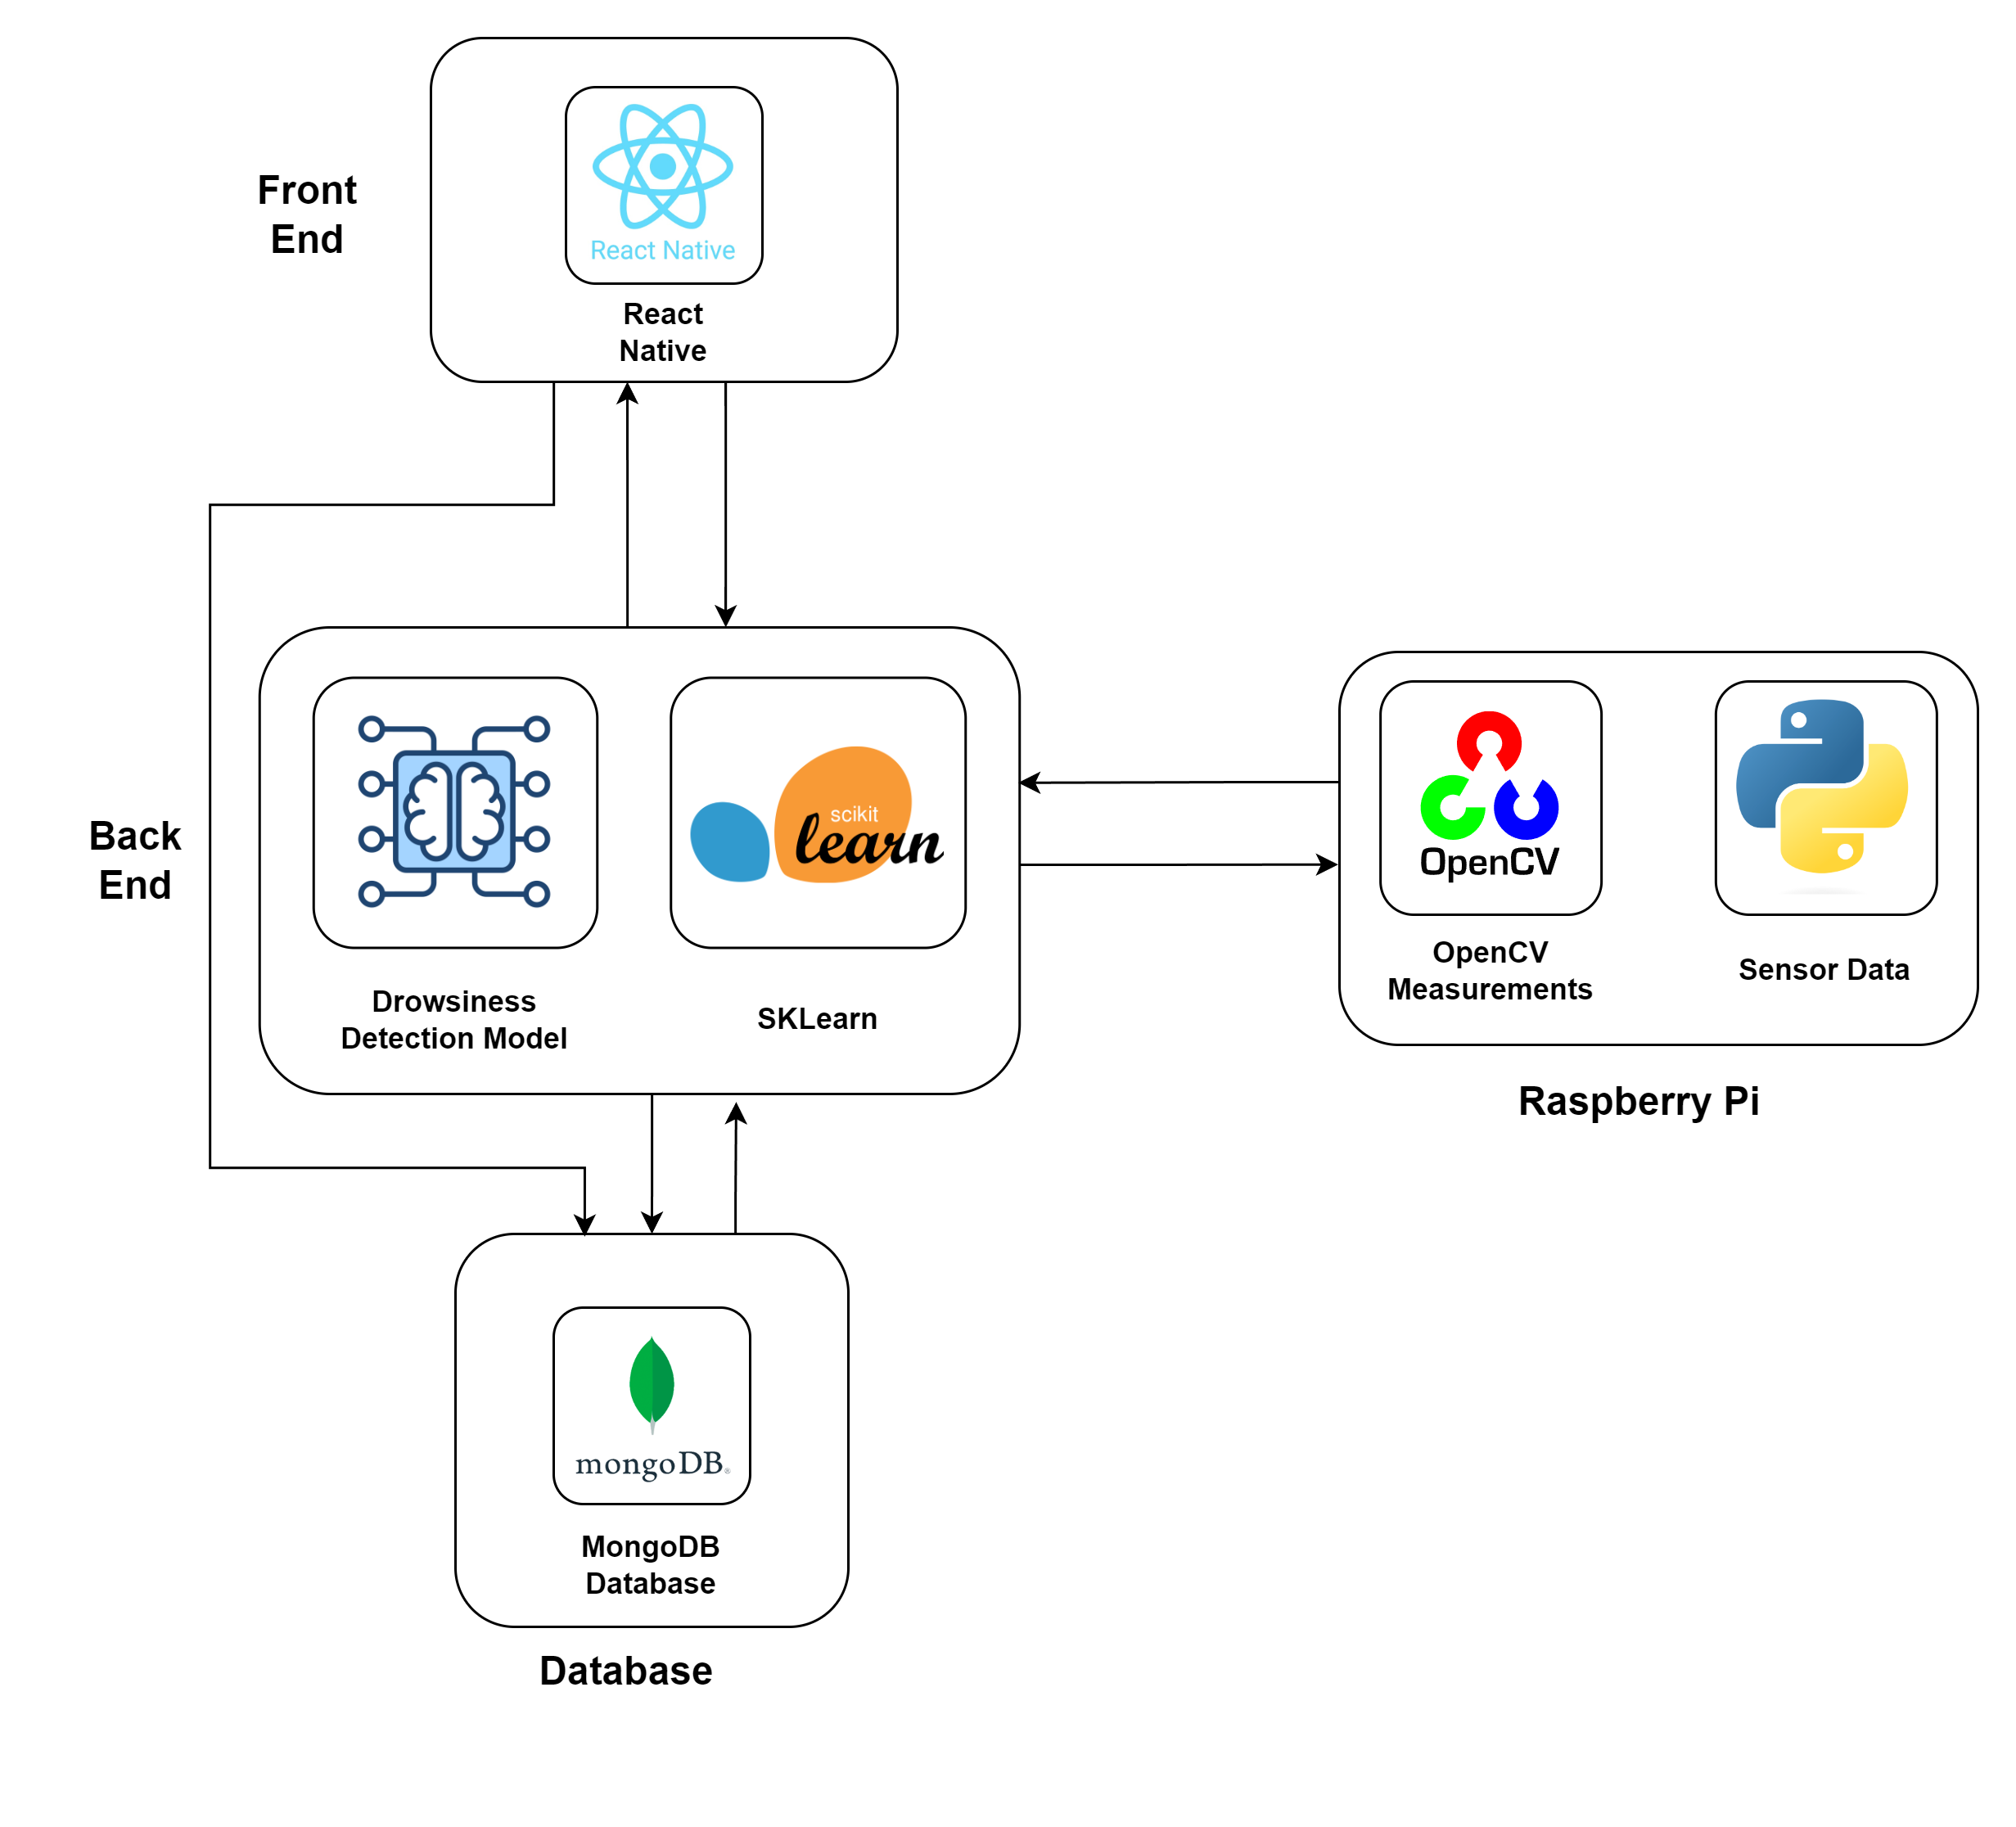 Front
End
React Native
React
Native
Back
End
scikit
learn
Drowsiness
Detection Model
SKLearn
OpenCV
OpenCV
Measurements
Sensor Data
Raspberry Pi
mongoDB®
MongoDB
Database
Database